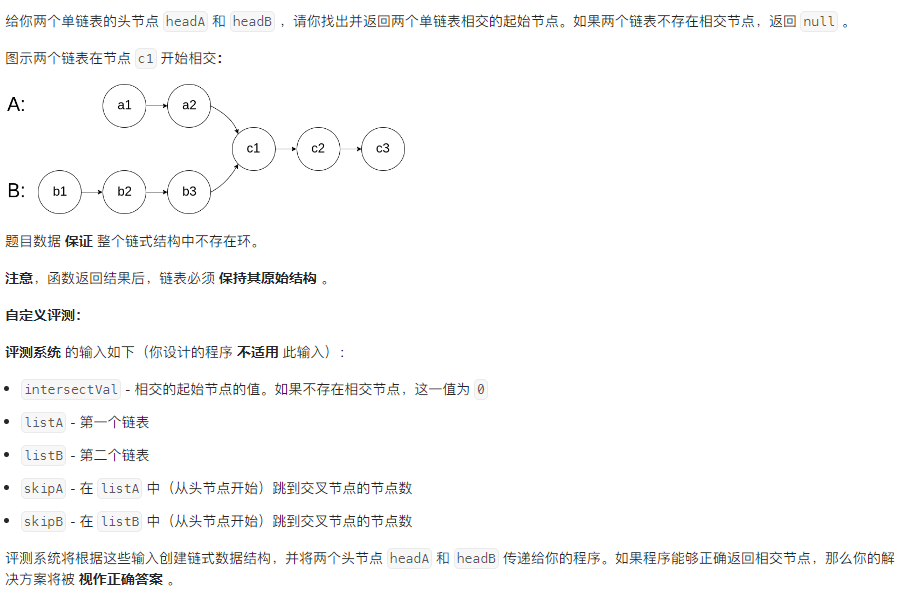 给你两个单链表的头节点 headA 和 headB ，请你找出并返回两个单链表相交的起始节点。如果两个链表不存在相交节点，返回 null 。
图示两个链表在节点 c1 开始相交：
A:
a1
a2
c1
c2
c3
B:
b1
b2
b3
题目数据 保证 整个链式结构中不存在环。
注意，函数返回结果后，链表必须 保持其原始结构 。
自定义评测：
评测系统 的输入如下（你设计的程序 不适用 此输入）：
• intersectVal - 相交的起始节点的值。如果不存在相交节点，这一值为 0
• listA - 第一个链表
• listB - 第二个链表
• skipA - 在 listA 中（从头节点开始）跳到交叉节点的节点数
• skipB - 在 listB 中（从头节点开始）跳到交叉节点的节点数
评测系统将根据这些输入创建链式数据结构，并将两个头节点 headA 和 headB 传递给你的程序。如果程序能够正确返回相交节点，那么你的解
决方案将被 视作正确答案 。